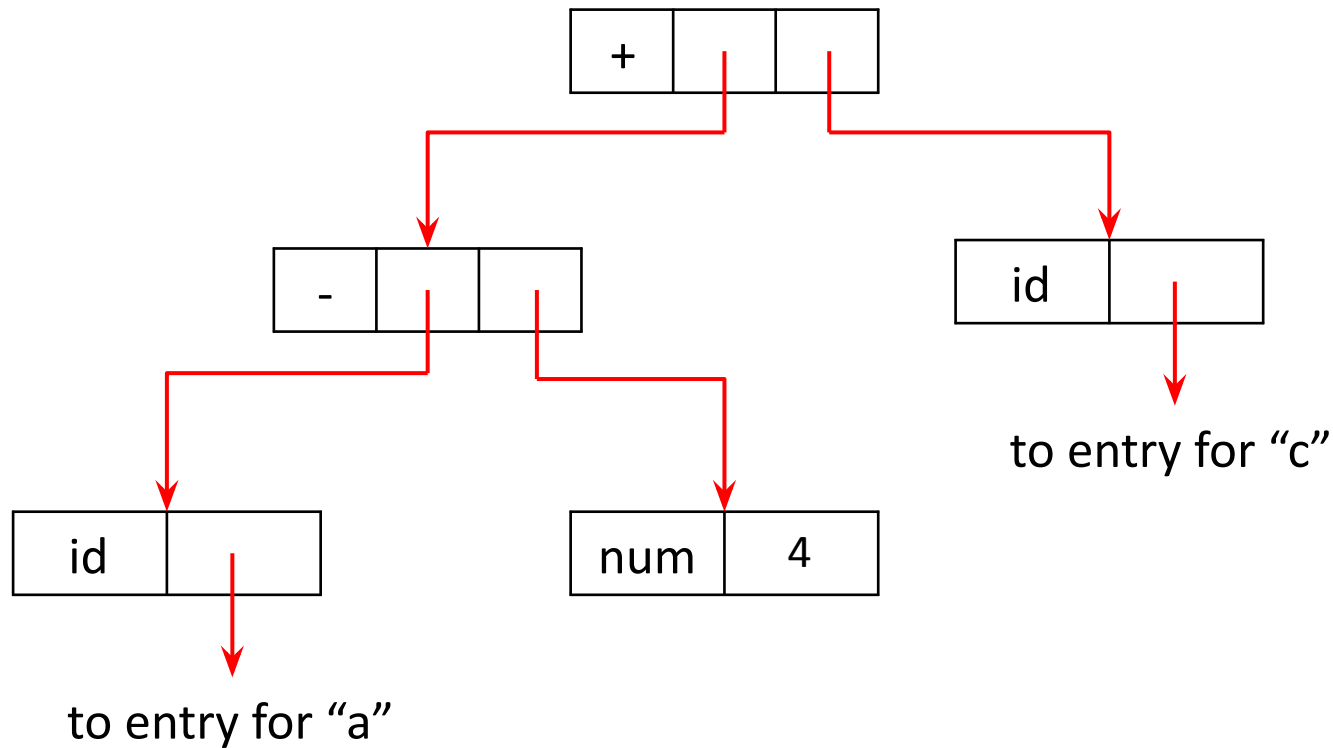 +
-
id
to entry for “c”
id
num 4
to entry for “a”